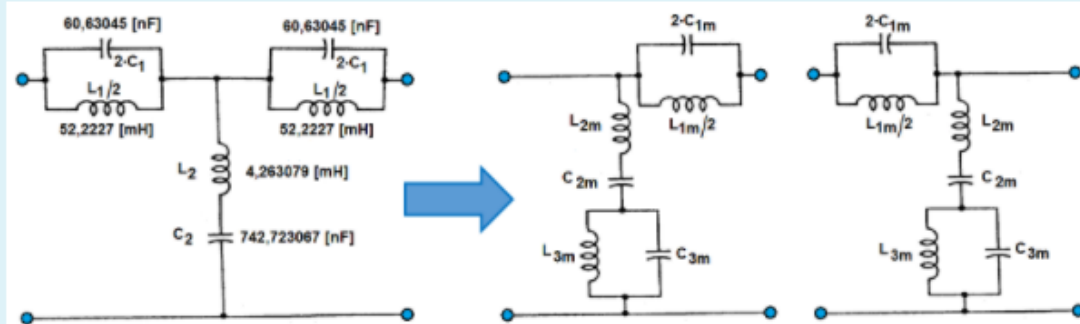 60,63045 [nF]
2·C1
L1/2
52,2227 [mH]
60,63045 [nF]
2·C1
L1/2
52,2227 [mH]
L2
4,263079 [mH]
C2
742,723067 [nF]
2·C1m
L1m/2
L2m
C2m
L3m
C3m
2·C1m
L1m/2
L2m
C2m
L3m
C3m